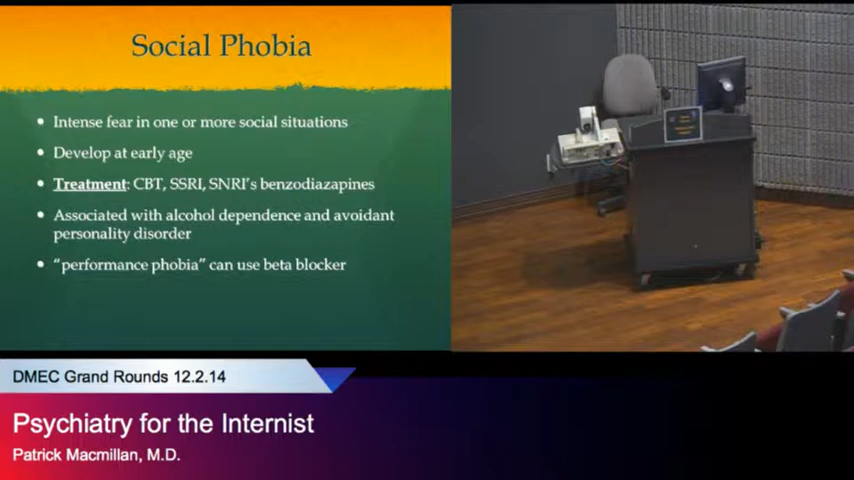 Social Phobia
Intense fear in one or more social situations
Develop at early age
Treatment: CBT, SSRI, SNRI's benzodiazapines
Associated with alcohol dependence and avoidant
personality disorder
“performance phobia” can use beta blocker
DMEC Grand Rounds 12.2.14
Psychiatry for the Internist
Patrick Macmillan, M.D.